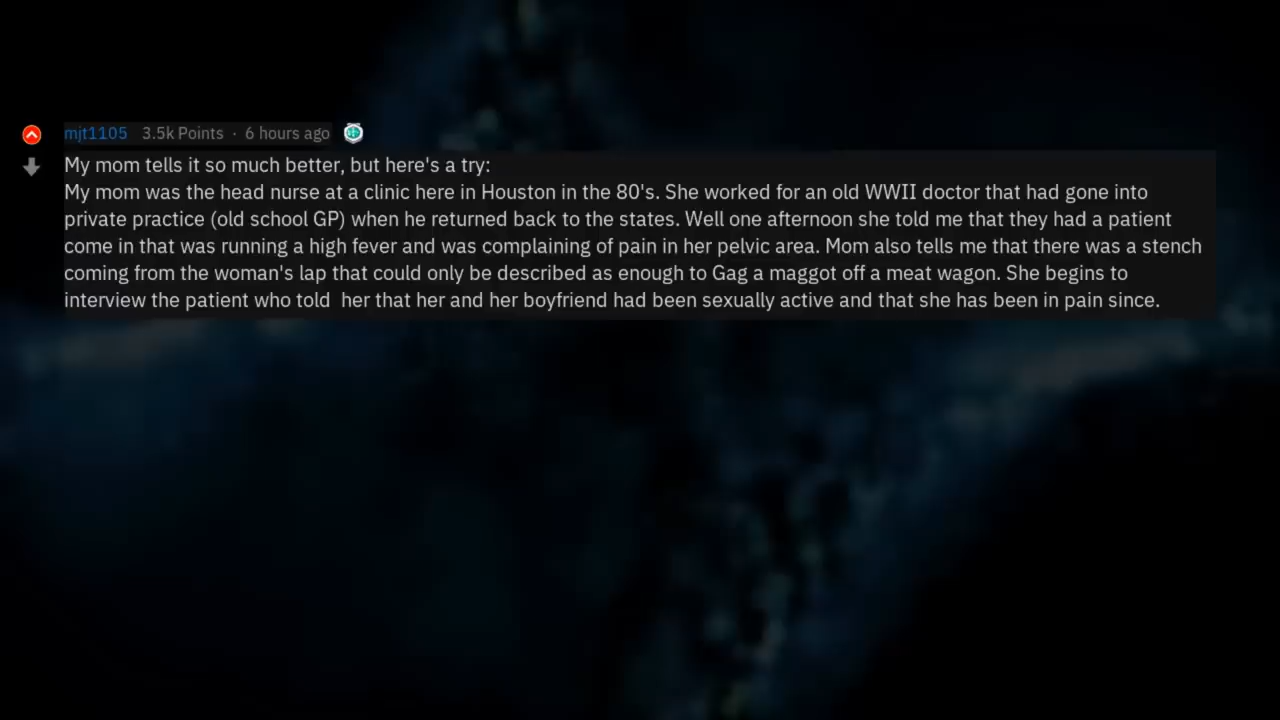 mjt1105 3.5k Points · 6 hours ago
My mom tells it so much better, but here's a try:
My mom was the head nurse at a clinic here in Houston in the 80's. She worked for an old WWII doctor that had gone into
private practice (old school GP) when he returned back to the states. Well one afternoon she told me that they had a patient
come in that was running a high fever and was complaining of pain in her pelvic area. Mom also tells me that there was a stench
coming from the woman's lap that could only be described as enough to Gag a maggot off a meat wagon. She begins to
interview the patient who told  her that her and her boyfriend had been sexually active and that she has been in pain since.